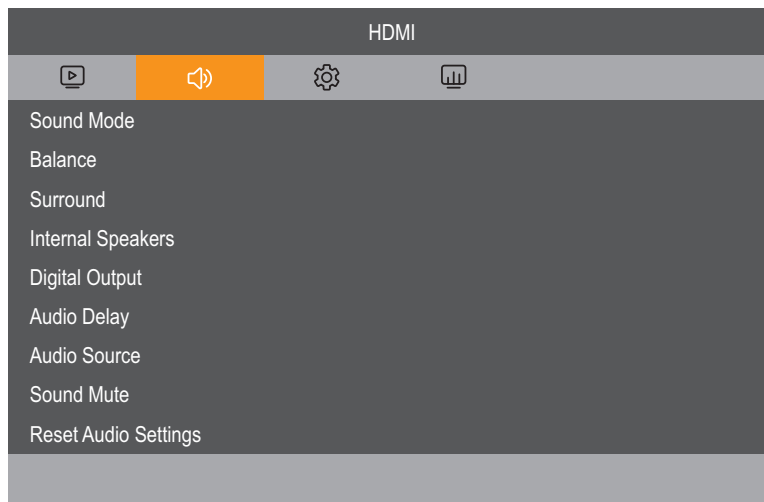 HDMI
Sound Mode
Balance
Surround
Internal Speakers
Digital Output
Audio Delay
Audio Source
Sound Mute
Reset Audio Settings